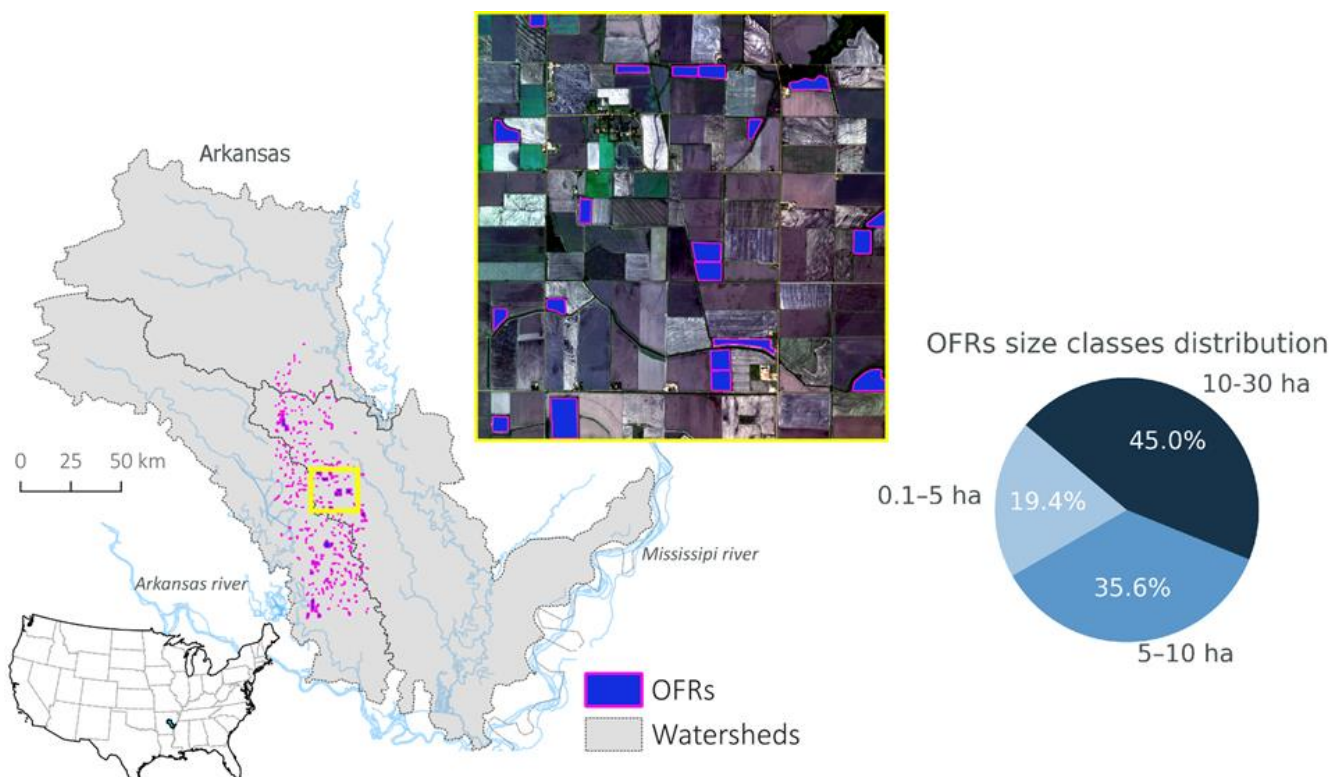 Arkansas
0 25 50 km
Arkansas river
Mississipi river
OFRs
Watersheds
OFRs size classes distribution
10-30 ha
45.0%
0.1–5 ha
19.4%
35.6%
5–10 ha